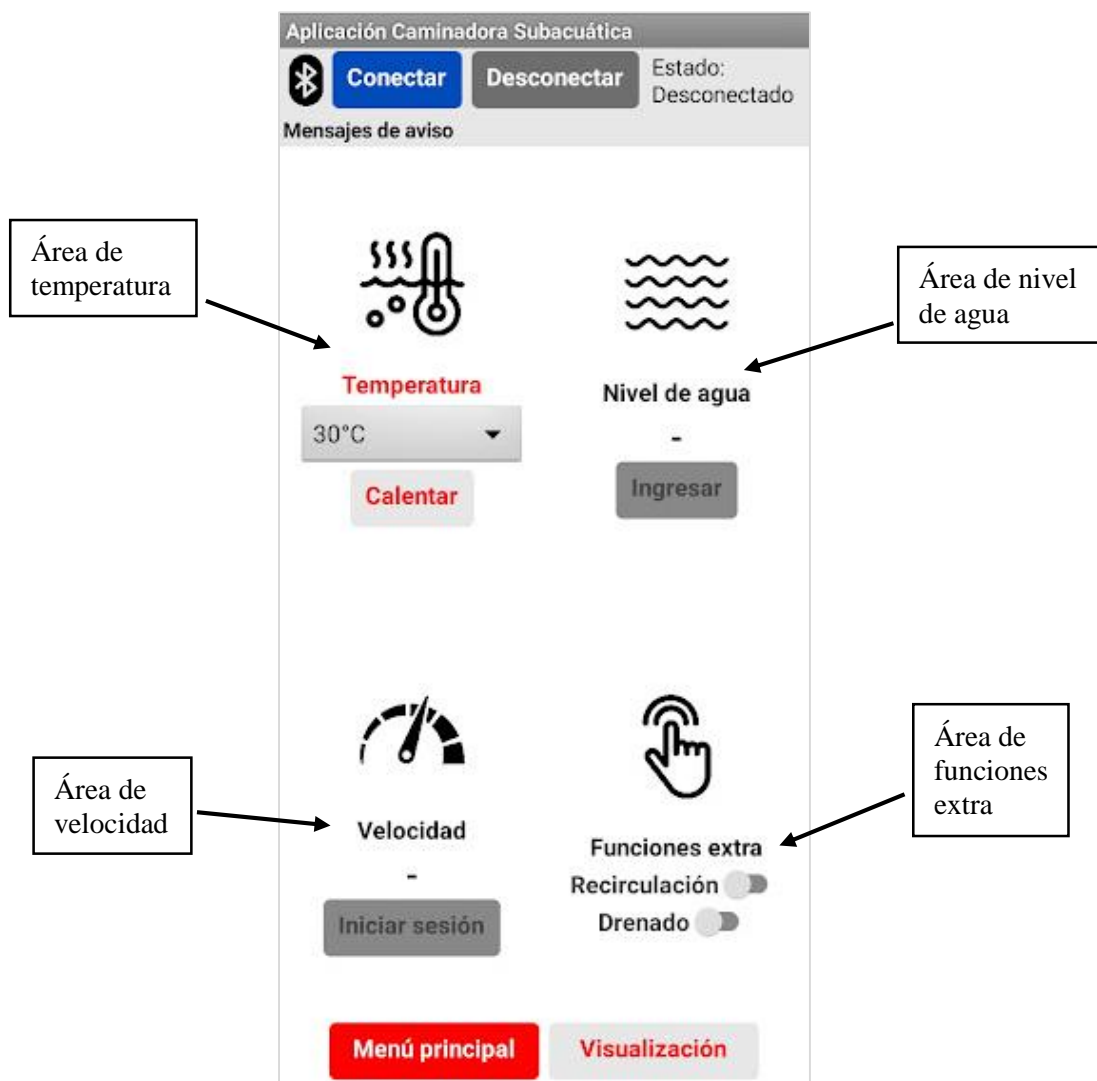 Aplicación Caminadora Subacuática
Conectar
Desconectar
Estado:
Desconectado
Mensajes de aviso
Área de
temperatura
Área de nivel
de agua
Temperatura
30°C
Calentar
Nivel de agua
-
Ingresar
Área de
velocidad
Área de
funciones
extra
Velocidad
-
Iniciar sesión
Funciones extra
Recirculación
Drenado
Menú principal
Visualización